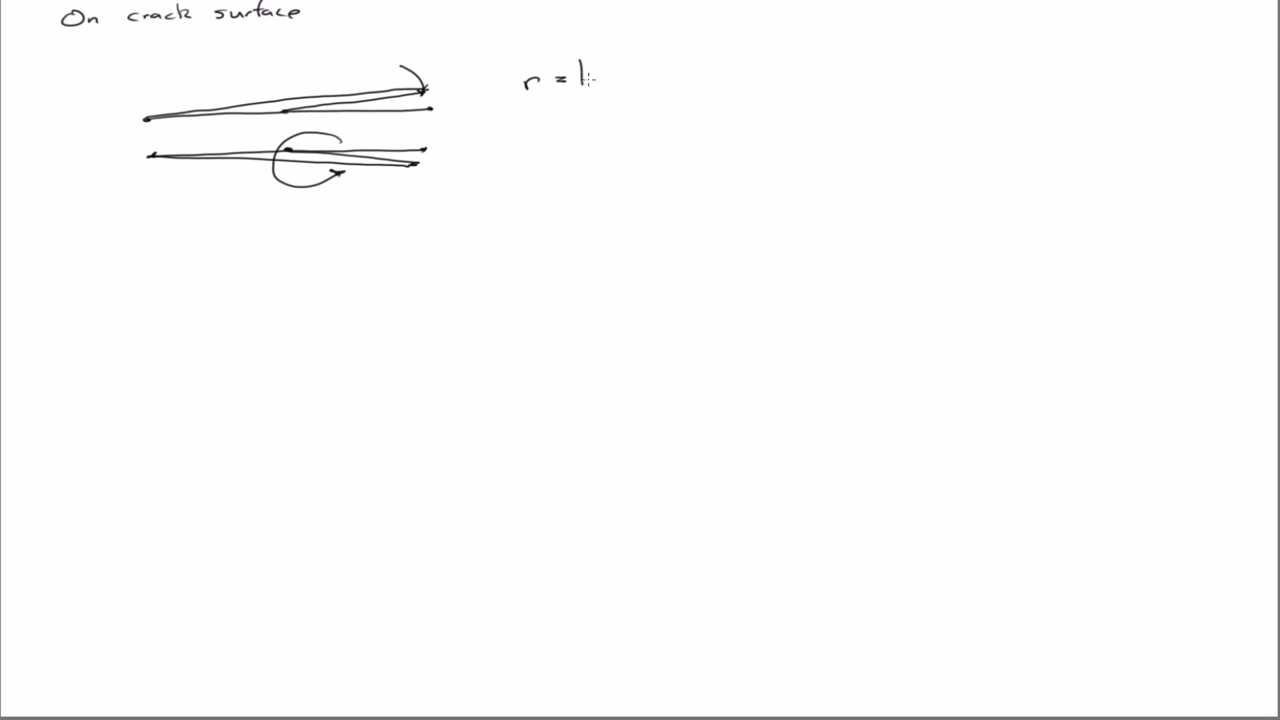 On crack surface
r = |